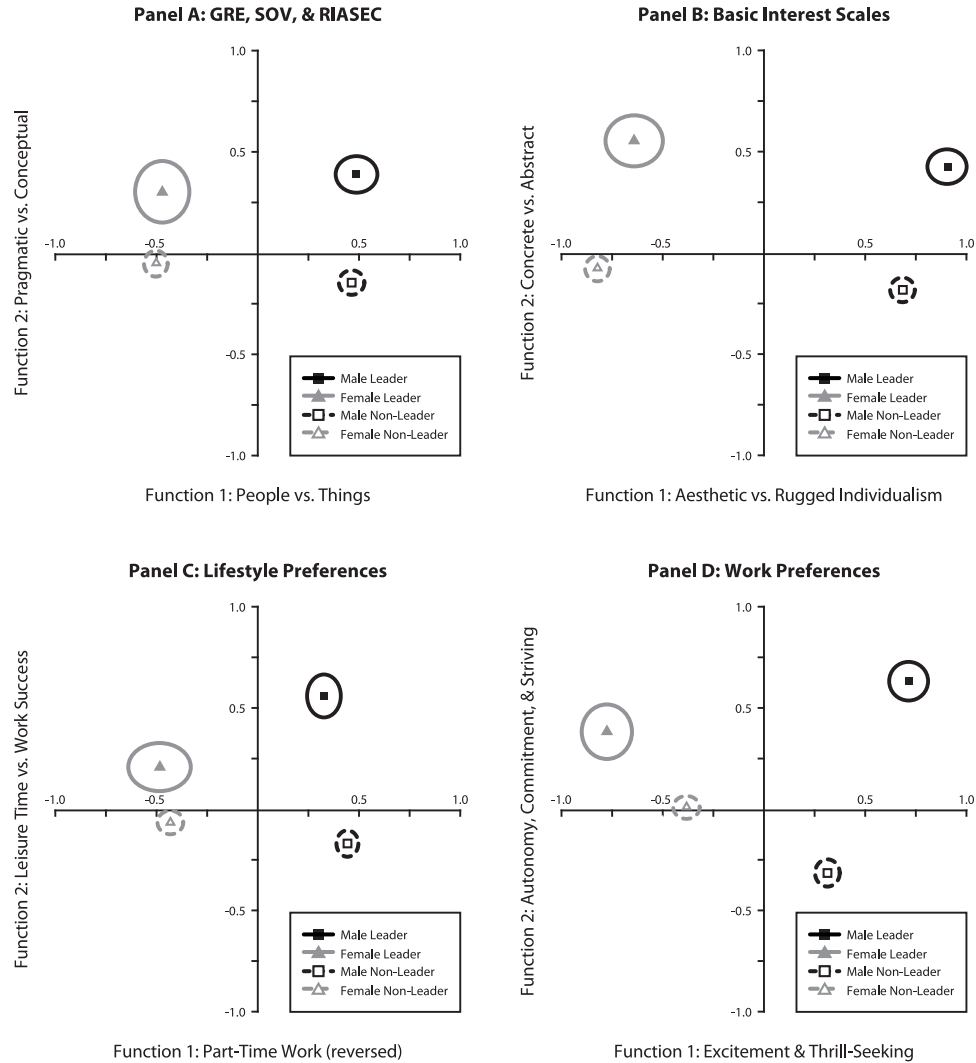 Panel A: GRE, SOV, & RIASEC
1.0
0.5
-1.0
-0.5
0.5
1.0
-0.5
-1.0
Function 2: Pragmatic vs. Conceptual
Male Leader
Female Leader
Male Non-Leader
Female Non-Leader
Function 1: People vs. Things
Panel B: Basic Interest Scales
1.0
0.5
-1.0
-0.5
0.5
1.0
-0.5
-1.0
Function 2: Concrete vs. Abstract
Male Leader
Female Leader
Male Non-Leader
Female Non-Leader
Function 1: Aesthetic vs. Rugged Individualism
Panel C: Lifestyle Preferences
1.0
0.5
-1.0
-0.5
0.5
1.0
-0.5
-1.0
Function 2: Leisure Time vs. Work Success
Male Leader
Female Leader
Male Non-Leader
Female Non-Leader
Function 1: Part-Time Work (reversed)
Panel D: Work Preferences
1.0
0.5
-1.0
-0.5
0.5
1.0
-0.5
-1.0
Function 2: Autonomy, Commitment, & Striving
Male Leader
Female Leader
Male Non-Leader
Female Non-Leader
Function 1: Excitement & Thrill-Seeking